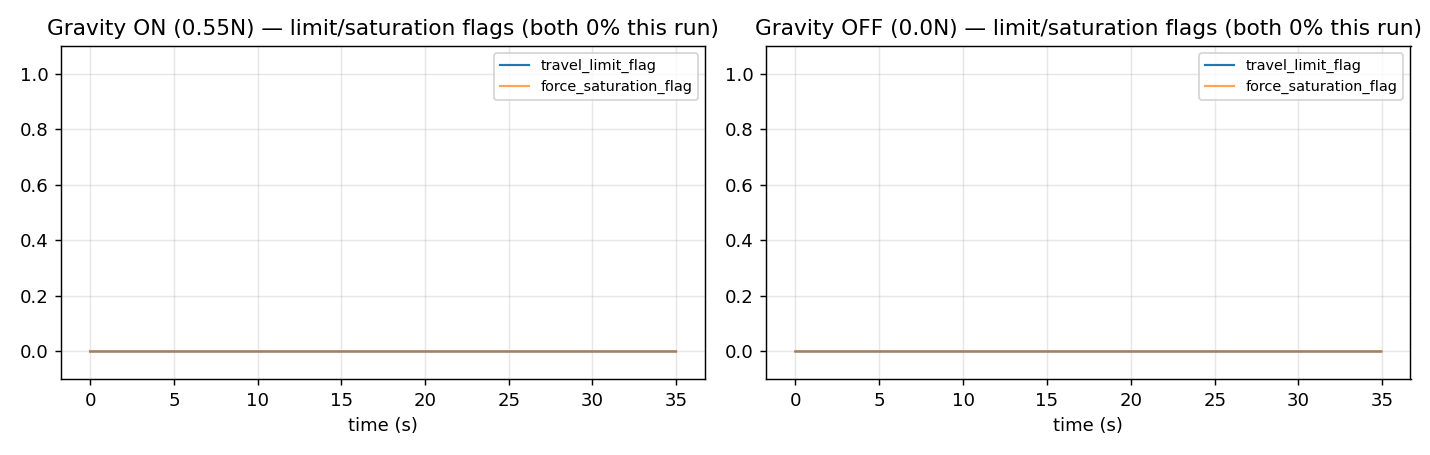 Gravity ON (0.55N) — limit/saturation flags (both 0% this run)
travel_limit_flag
force_saturation_flag
1.0
0.8
0.6
0.4
0.2
0.0
0 5 10 15 20 25 30 35
time (s)
Gravity OFF (0.0N) — limit/saturation flags (both 0% this run)
travel_limit_flag
force_saturation_flag
1.0
0.8
0.6
0.4
0.2
0.0
0 5 10 15 20 25 30 35
time (s)